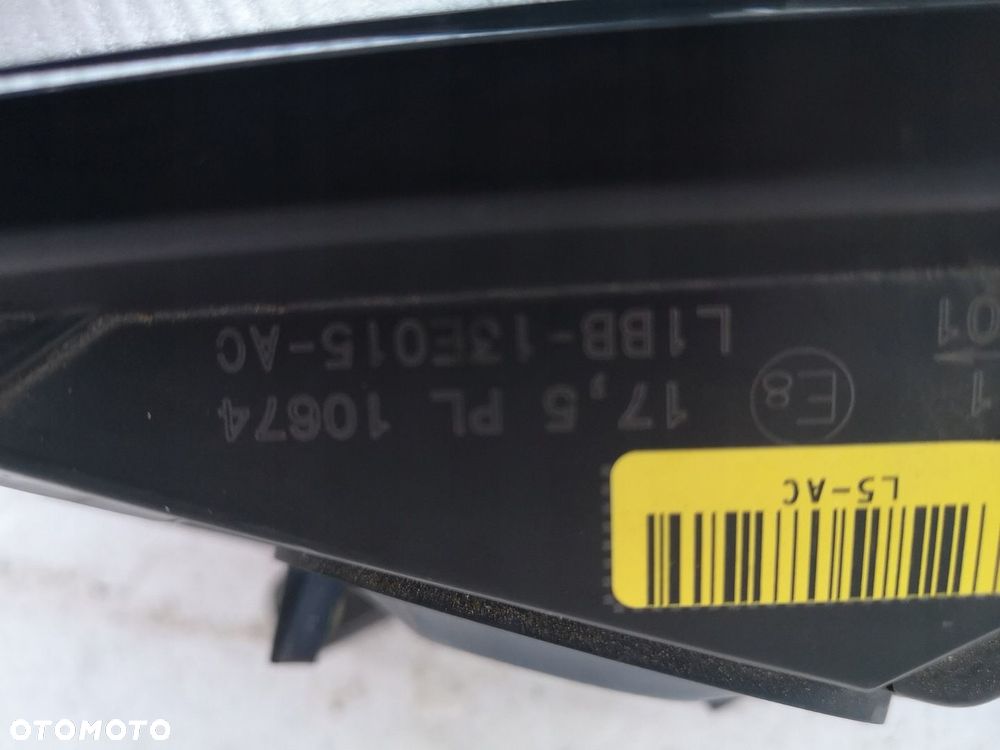 L5-AC
E8 17,5 PL 10674
L1BB-13E015-AC
OTOMOTO